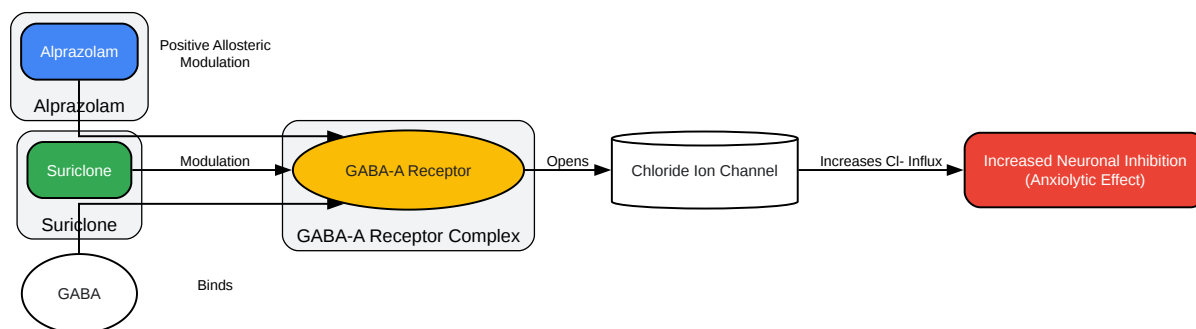 Alprazolam
Positive Allosteric
Modulation
Alprazolam
Suriclone
Modulation
GABA-A Receptor
Opens
Chloride Ion Channel
Increases Cl- Influx
Increased Neuronal Inhibition
(Anxiolytic Effect)
Suriclone
GABA-A Receptor Complex
GABA
Binds